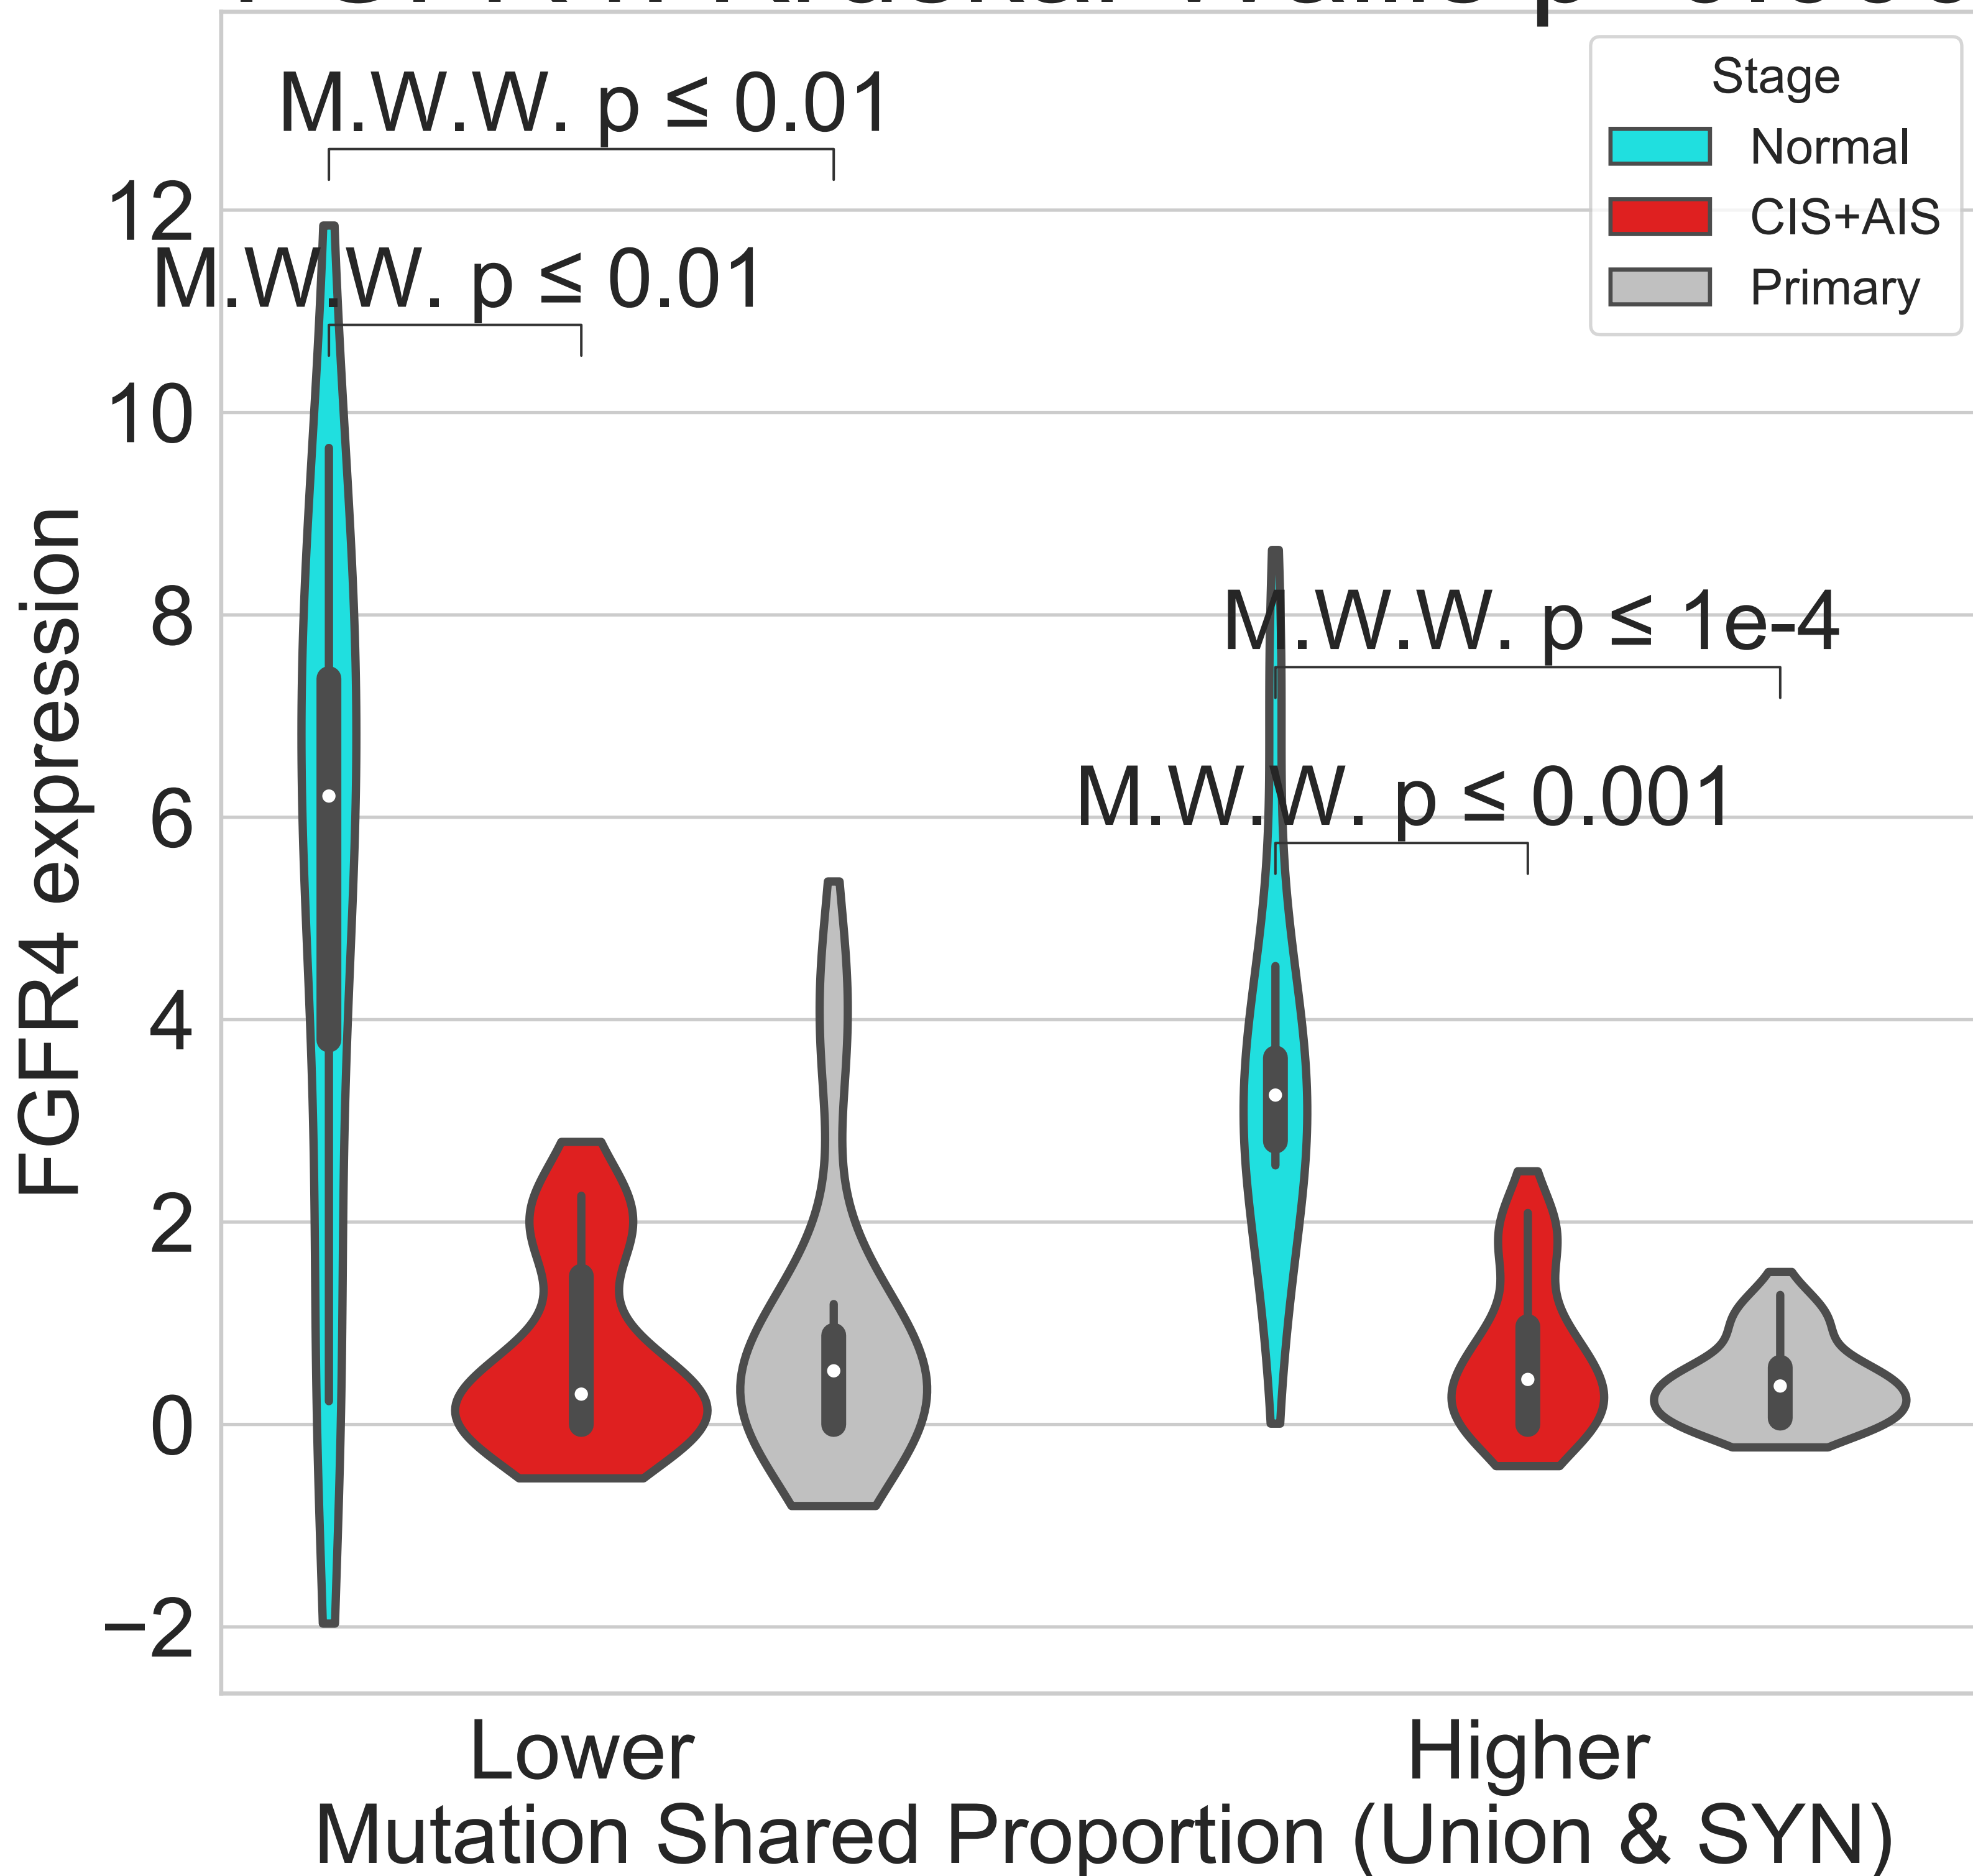 Stage
Normal
CIS+AIS
Primary
M.W.W. p ≤ 0.01
M.W.W. p ≤ 0.01
M.W.W. p ≤ 1e-4
M.W.W. p ≤ 0.001
12
10
8
6
4
2
0
−2
FGFR4 expression
Lower
Higher
Mutation Shared Proportion (Union & SYN)